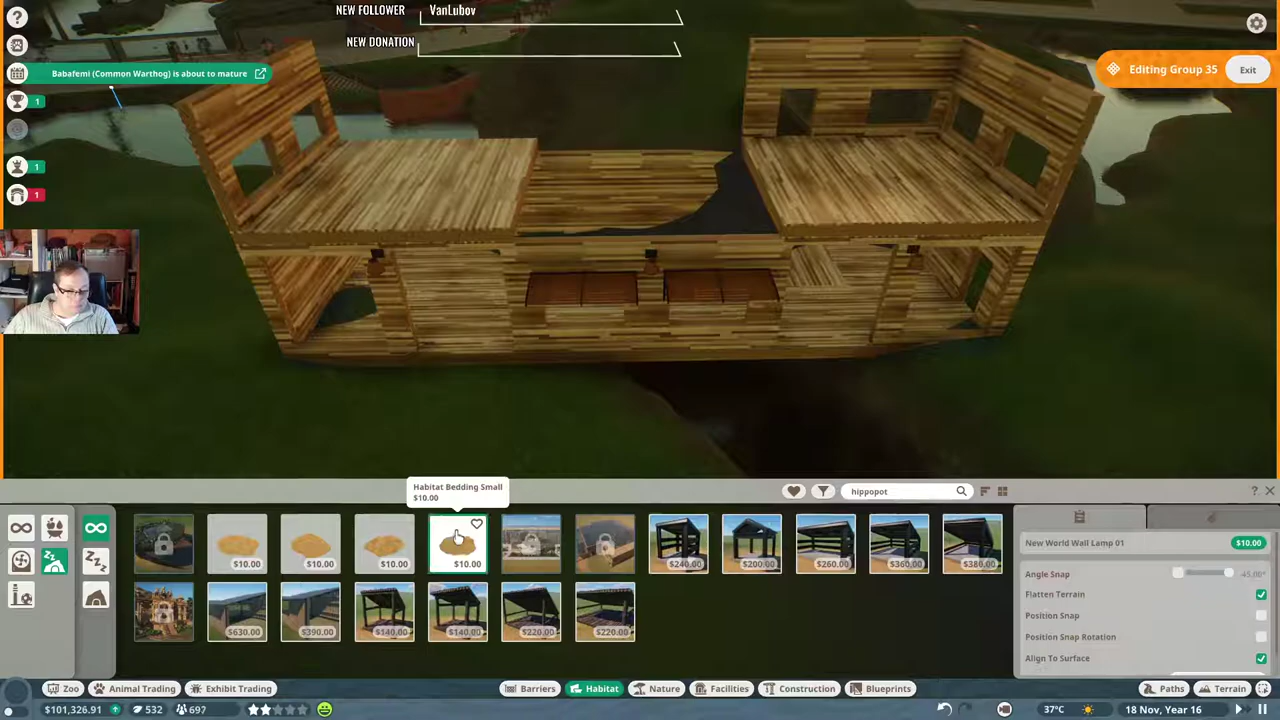 NEW FOLLOWER VanLubov
NEW DONATION
Babafemi (Common Warthog) is about to mature
1
1
1
Editing Group 35 Exit
Habitat Bedding Small
$10.00
hippopot
$10.00 $10.00 $10.00 $10.00 $240.00 $200.00 $260.00 $360.00 $380.00
$630.00 $390.00 $140.00 $140.00 $220.00 $220.00
New World Wall Lamp 01 $10.00
Angle Snap 45.00°
Flatten Terrain
Position Snap
Position Snap Rotation
Align To Surface
Zoo Animal Trading Exhibit Trading Barriers Habitat Nature Facilities Construction Blueprints Paths Terrain
$101,326.91 532 697 37°C 18 Nov, Year 16